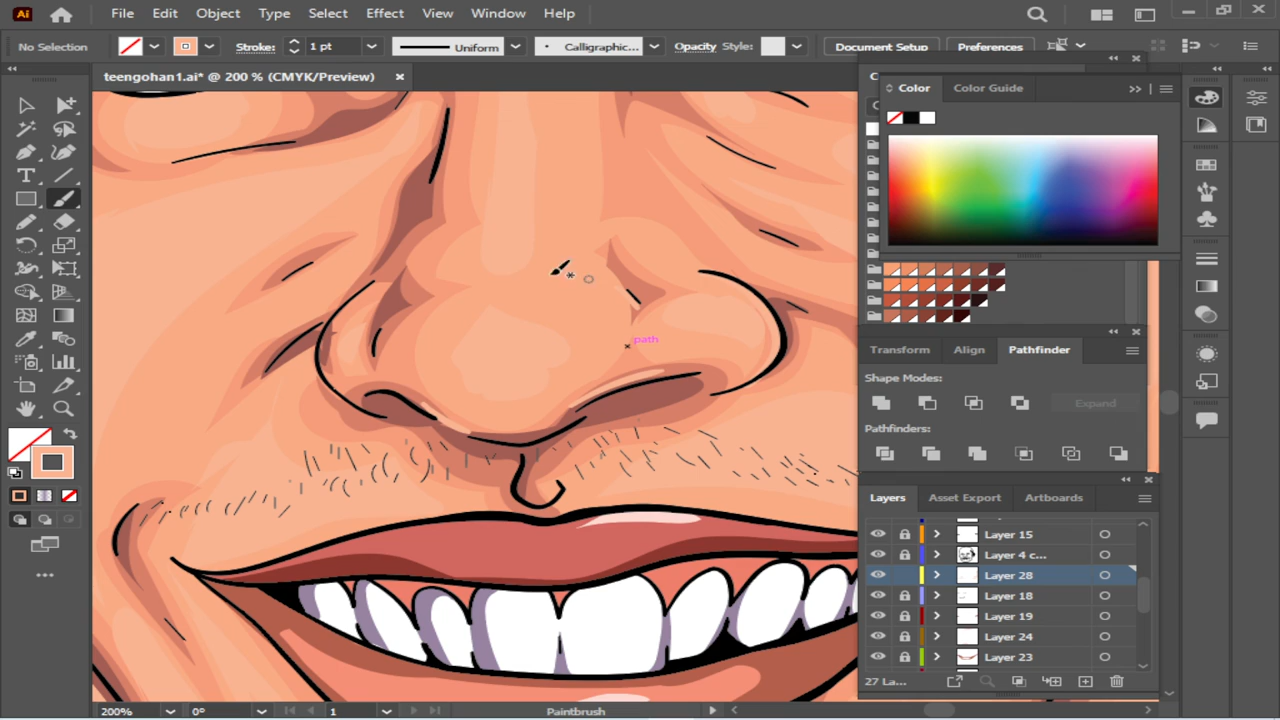 Ai File Edit Object Type Select Effect View Window Help
No Selection Stroke: 1 pt Uniform Calligraphic... Opacity Style: Document Setup Preferences
teengohan1.ai* @ 200 % (CMYK/Preview)
Color Color Guide
path
Transform Align Pathfinder
Shape Modes:
Expand
Pathfinders:
Layers Asset Export Artboards
Layer 15
Layer 4 c...
Layer 28
Layer 18
Layer 19
Layer 24
Layer 23
27 La...
200% 0° 1 Paintbrush